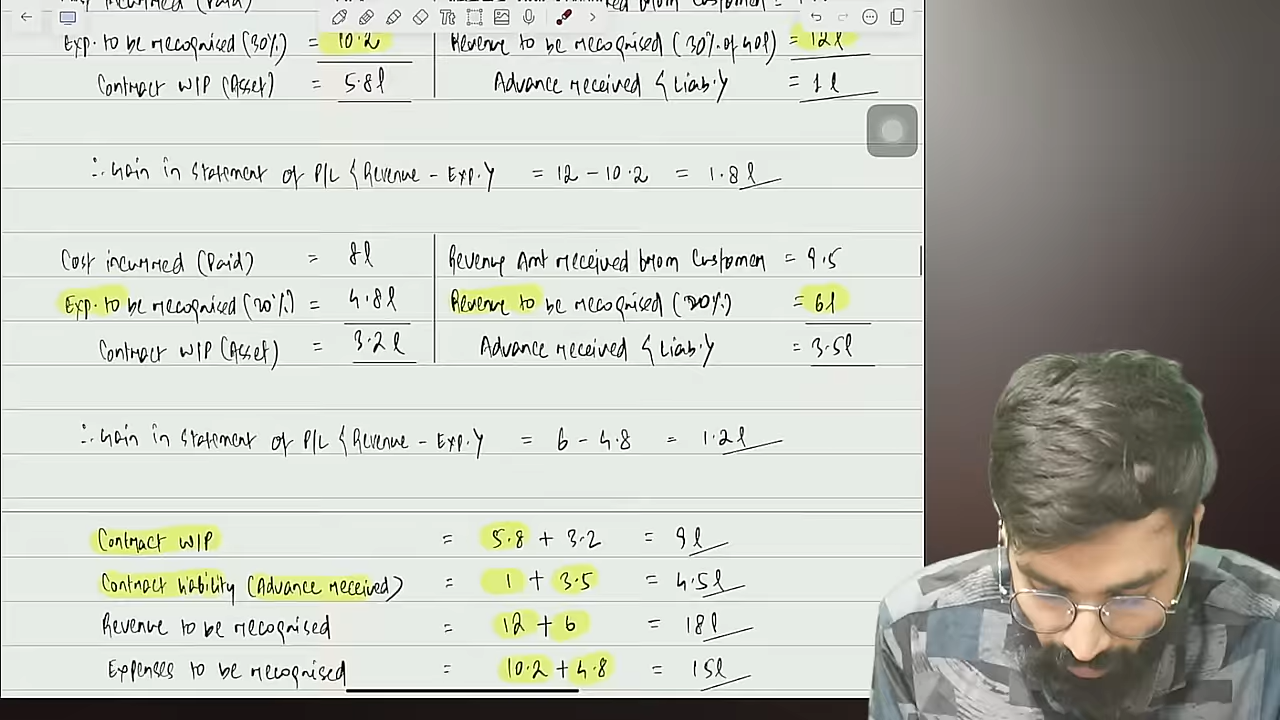 Exp. to be recognised (30%) = 10.2
Revenue to be recognised (30% of 40l) = 12l
Contract WIP (Asset) = 5.8l
Advance received {Liab.} = 1l
∴ Gain in Statement of P/L {Revenue - Exp.} = 12 - 10.2 = 1.8l
Cost incurred (Paid) = 8l
Revenue Amt received from Customer = 9.5
Exp. to be recognised (20%) = 4.8l
Revenue to be recognised (20%) = 6l
Contract WIP (Asset) = 3.2l
Advance received {Liab.} = 3.5l
∴ Gain in Statement of P/L {Revenue - Exp.} = 6 - 4.8 = 1.2l
Contract WIP = 5.8 + 3.2 = 9l
Contract liability (Advance received) = 1 + 3.5 = 4.5l
Revenue to be recognised = 12 + 6 = 18l
Expenses to be recognised = 10.2 + 4.8 = 15l